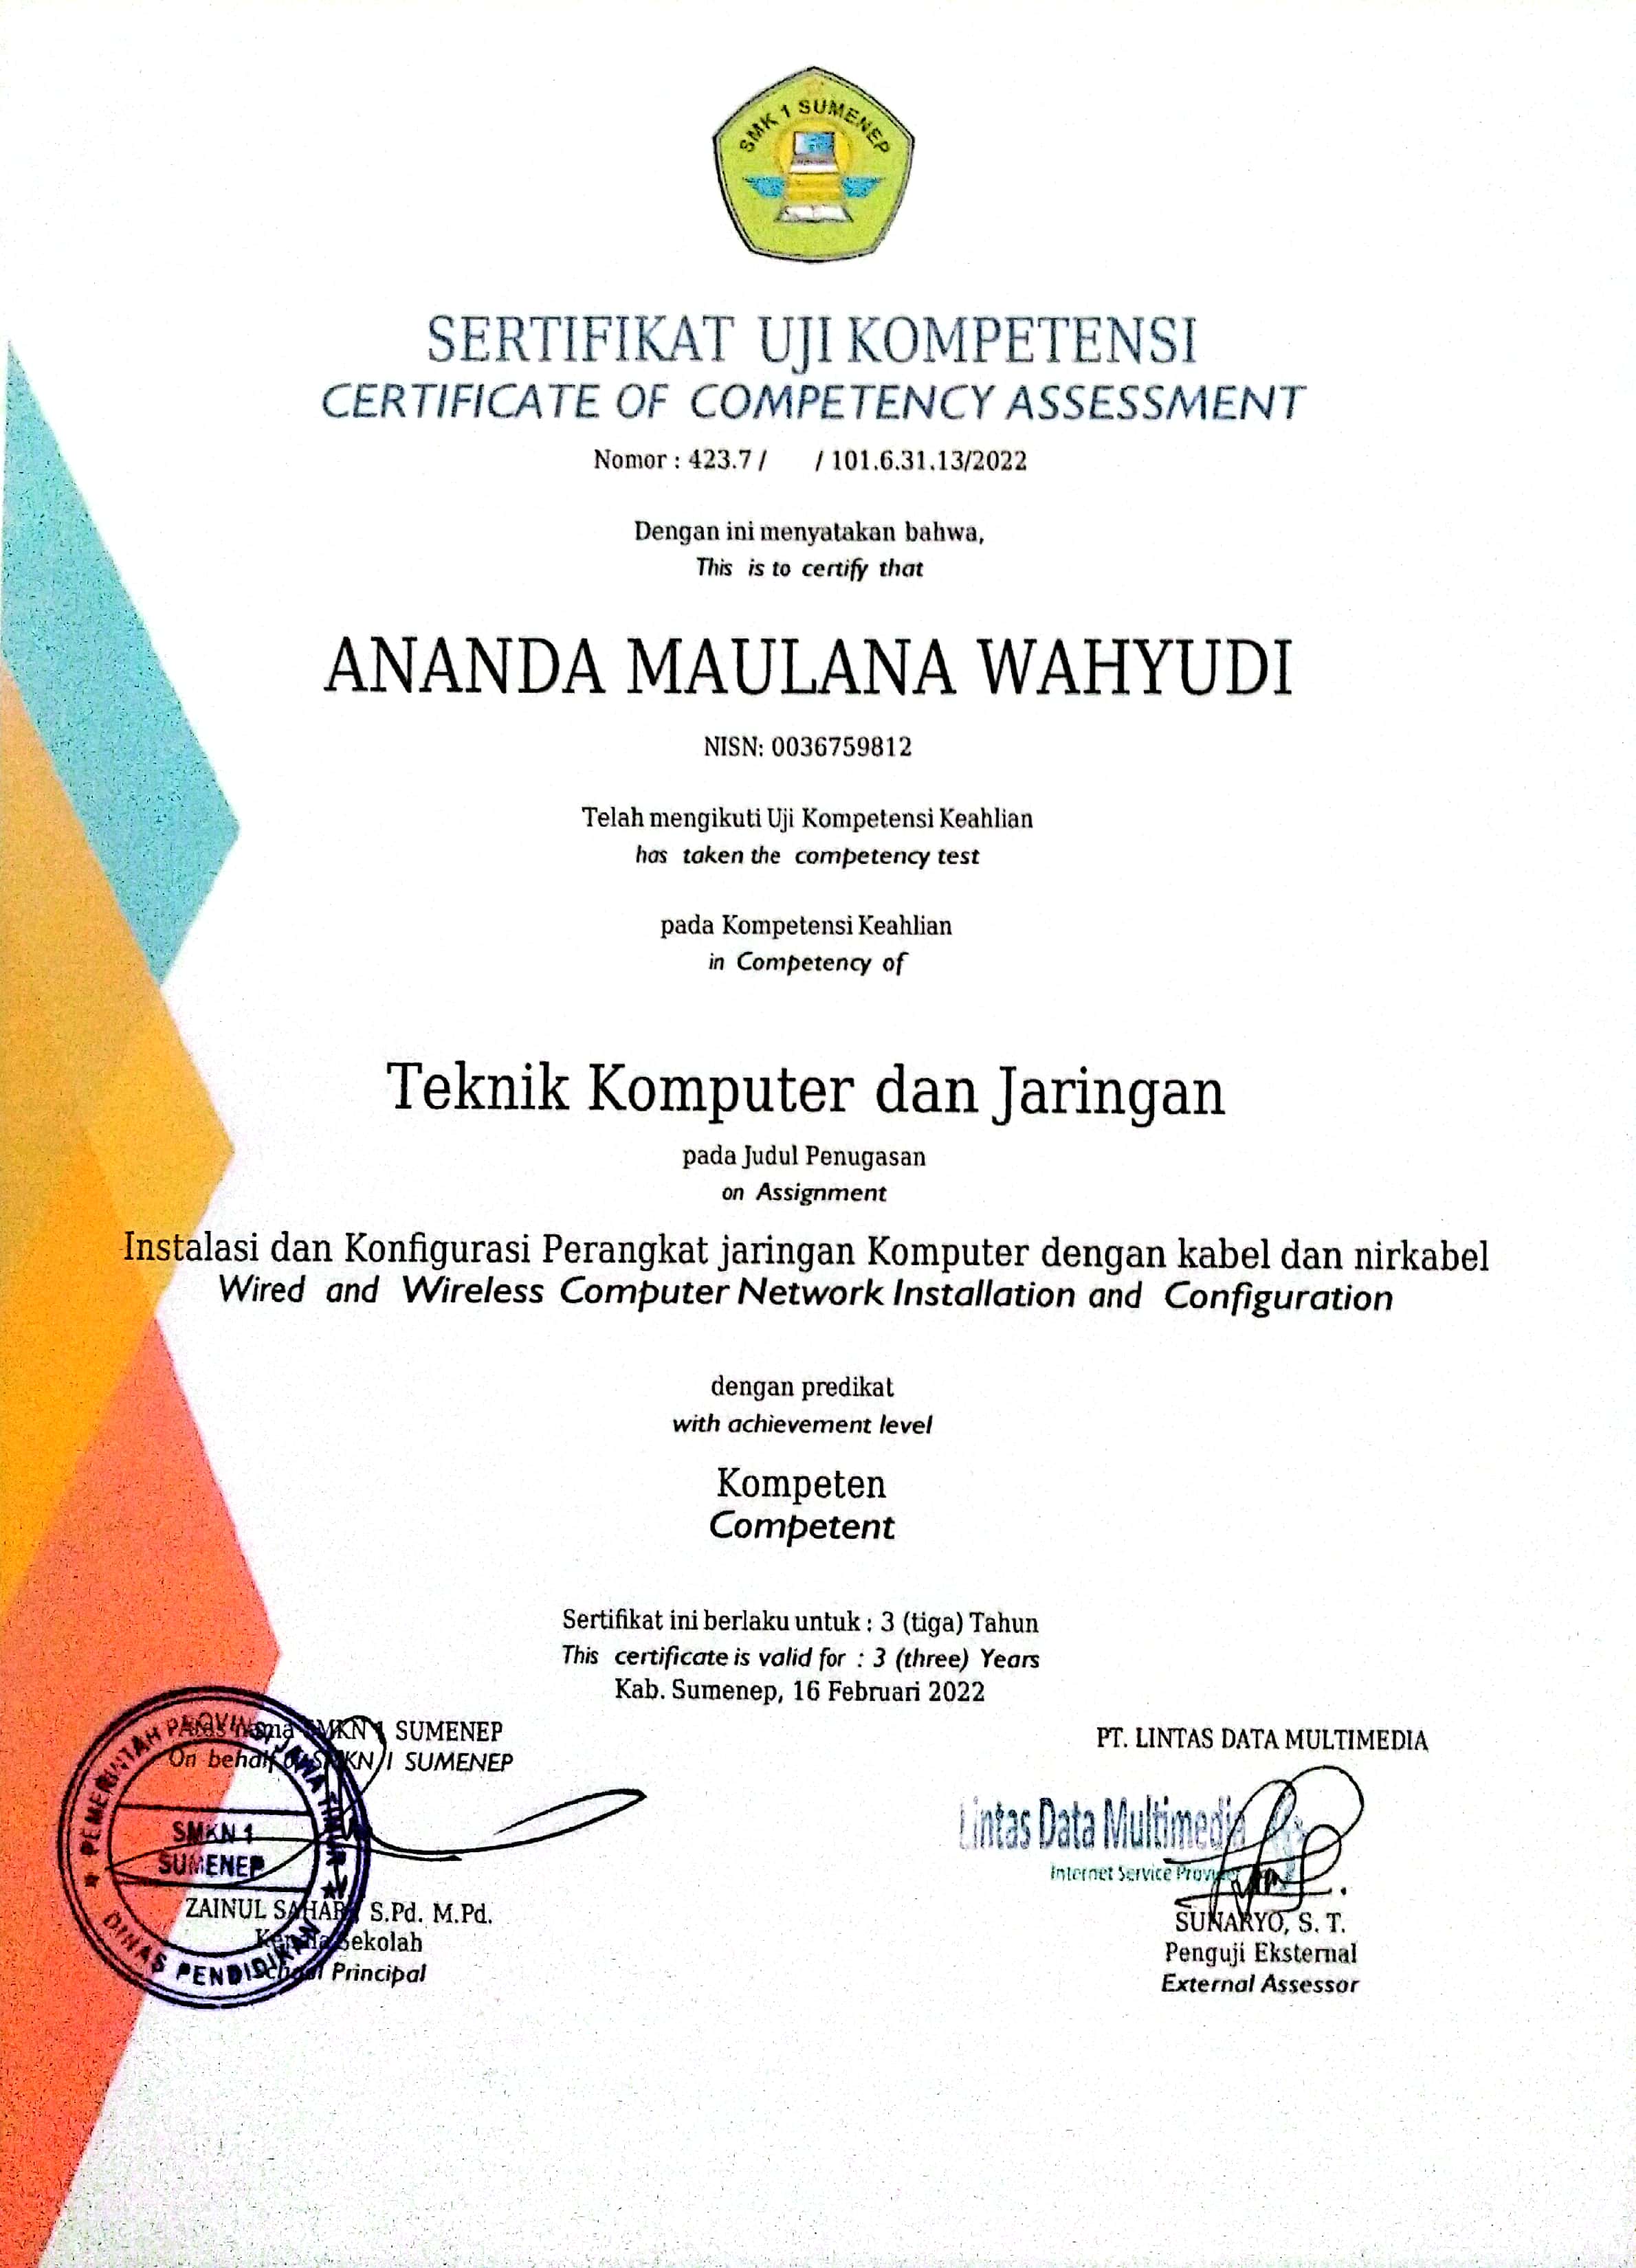 SMK 1 SUMENEP
SERTIFIKAT UJI KOMPETENSI
CERTIFICATE OF COMPETENCY ASSESSMENT
Nomor : 423.7 / / 101.6.31.13/2022
Dengan ini menyatakan bahwa,
This is to certify that
ANANDA MAULANA WAHYUDI
NISN: 0036759812
Telah mengikuti Uji Kompetensi Keahlian
has taken the competency test
pada Kompetensi Keahlian
in Competency of
Teknik Komputer dan Jaringan
pada Judul Penugasan
on Assignment
Instalasi dan Konfigurasi Perangkat jaringan Komputer dengan kabel dan nirkabel
Wired and Wireless Computer Network Installation and Configuration
dengan predikat
with achievement level
Kompeten
Competent
Sertifikat ini berlaku untuk : 3 (tiga) Tahun
This certificate is valid for : 3 (three) Years
Kab. Sumenep, 16 Februari 2022
nama SMKN 1 SUMENEP
On behalf of SMKN 1 SUMENEP
PEMERINTAH PROVINSI JAWA TIMUR
SMKN 1
SUMENEP
DINAS PENDIDIKAN
ZAINUL S.Pd. M.Pd.
Kepala Sekolah
School Principal
PT. LINTAS DATA MULTIMEDIA
Lintas Data Multimedia
Internet Service Provider
SUNARYO, S. T.
Penguji Eksternal
External Assessor